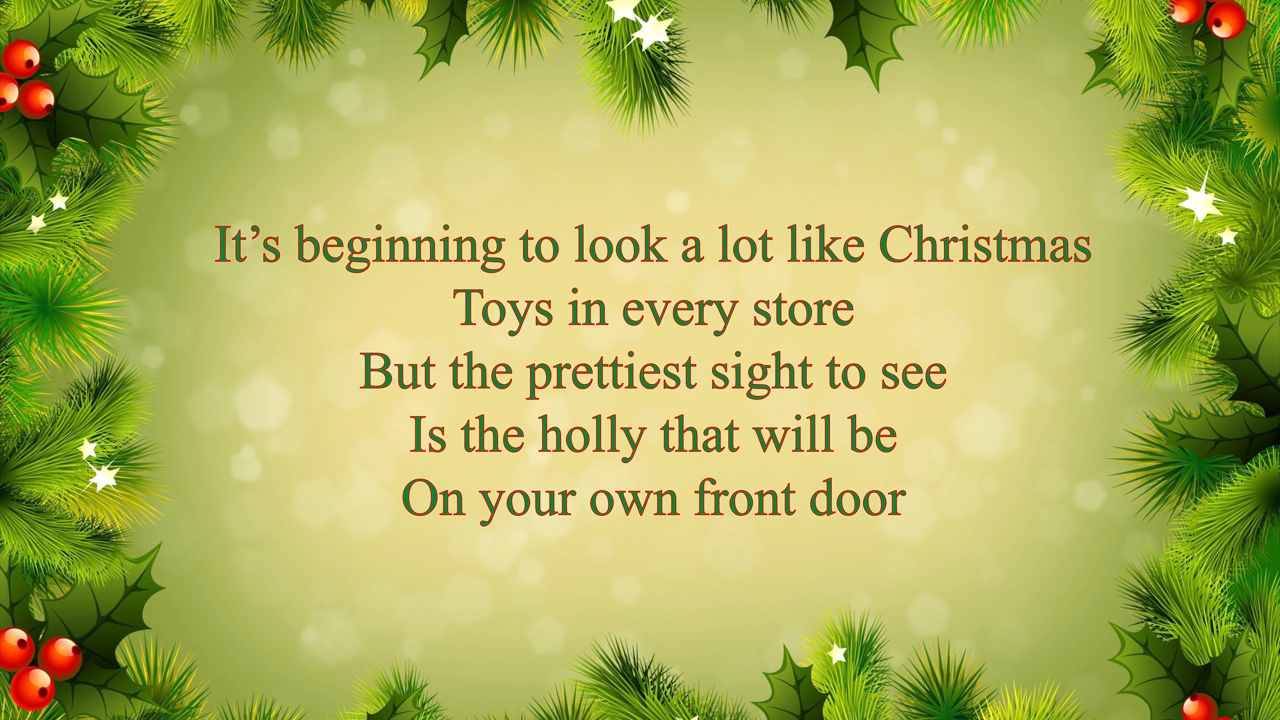 It’s beginning to look a lot like Christmas
Toys in every store
But the prettiest sight to see
Is the holly that will be
On your own front door